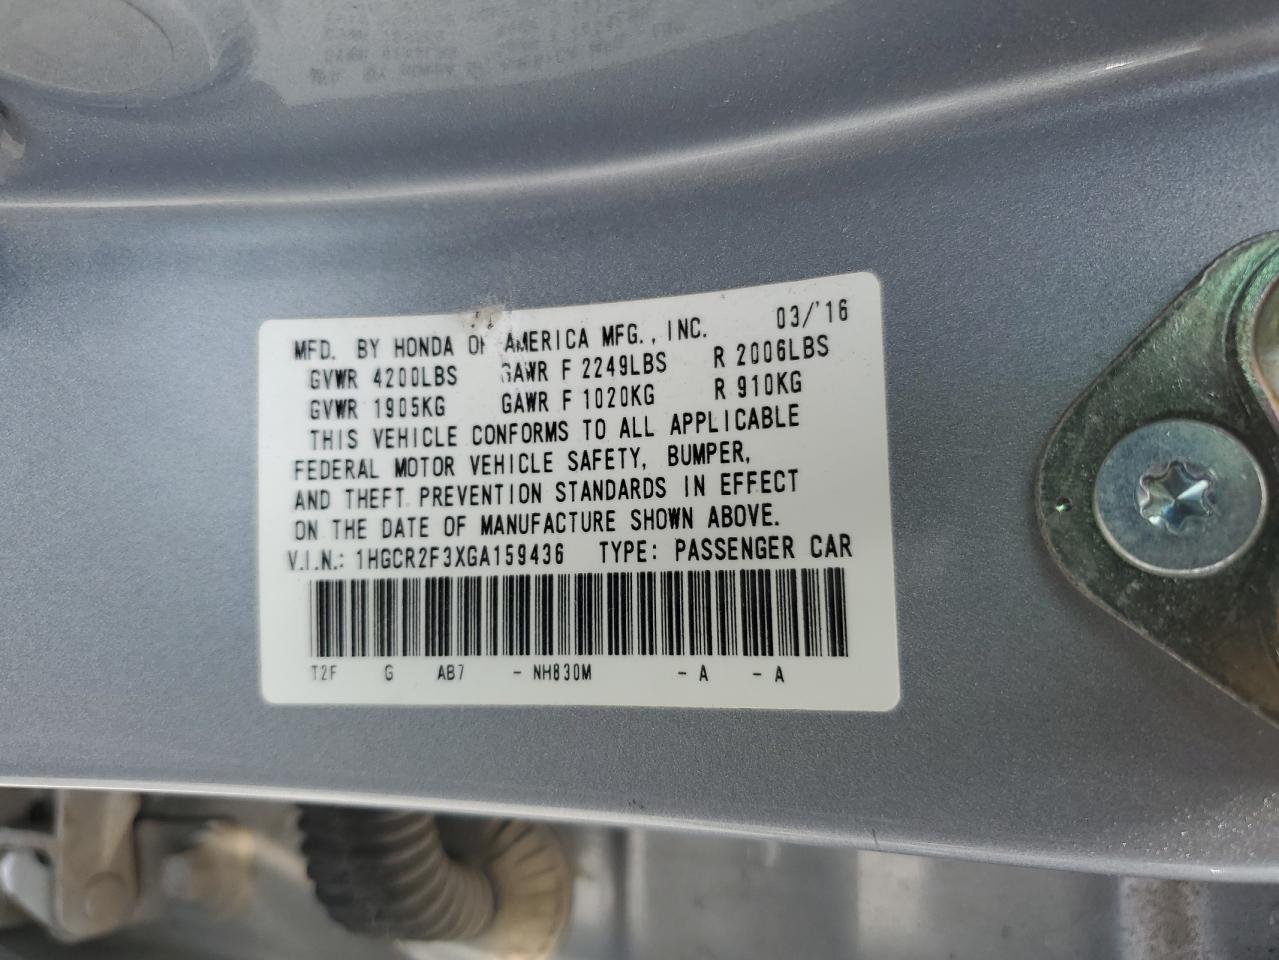 MFD. BY HONDA OF AMERICA MFG., INC. 03/'16
GVWR 4200LBS GAWR F 2249LBS R 2006LBS
GVWR 1905KG GAWR F 1020KG R 910KG
THIS VEHICLE CONFORMS TO ALL APPLICABLE
FEDERAL MOTOR VEHICLE SAFETY, BUMPER,
AND THEFT PREVENTION STANDARDS IN EFFECT
ON THE DATE OF MANUFACTURE SHOWN ABOVE.
V.I.N.: 1HGCR2F3XGA159436 TYPE: PASSENGER CAR
T2F G AB7 - NH830M - A - A